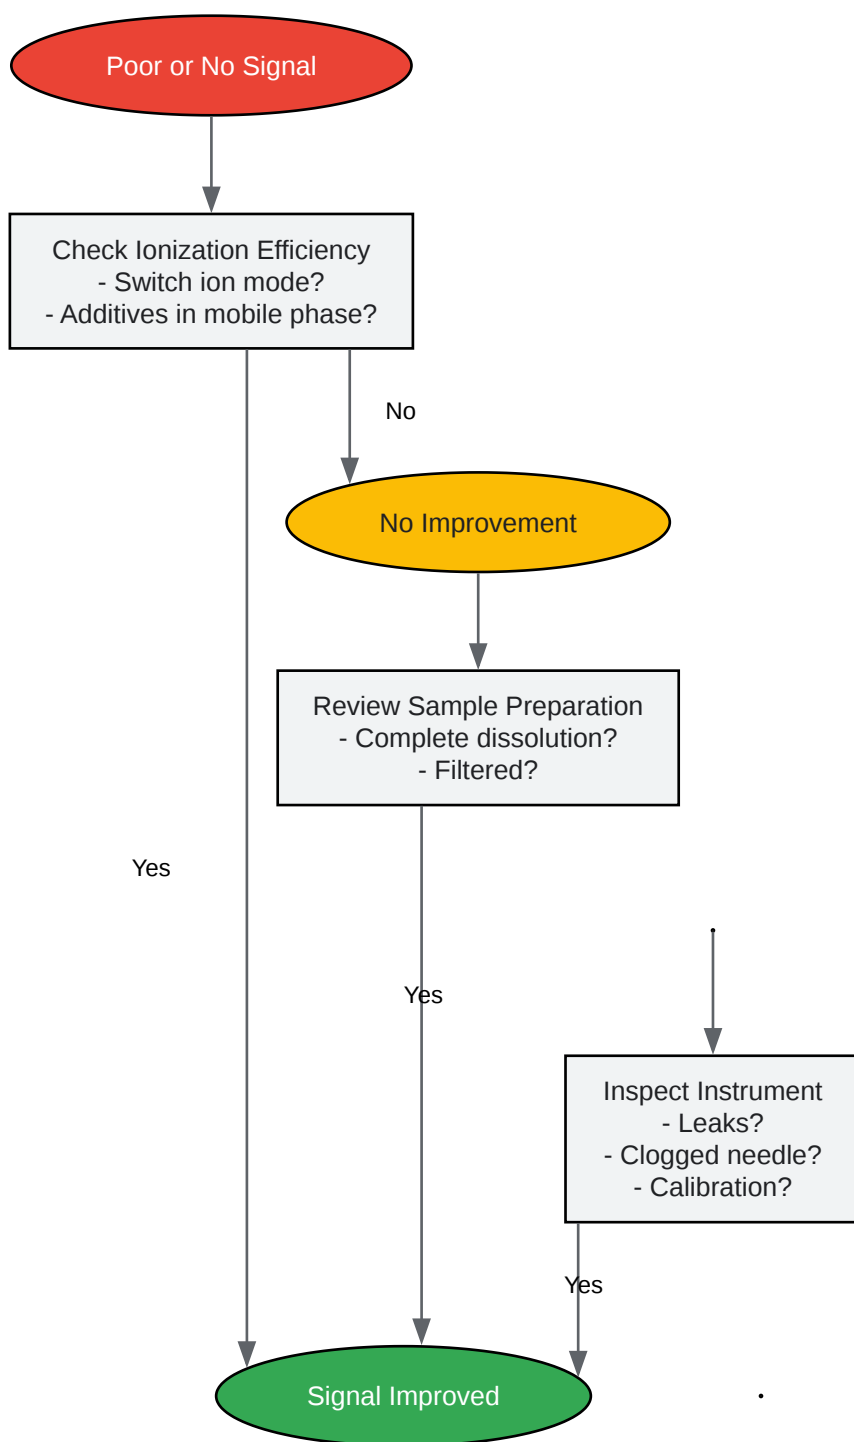 Poor or No Signal
Check Ionization Efficiency
- Switch ion mode?
- Additives in mobile phase?
No
No Improvement
Review Sample Preparation
- Complete dissolution?
- Filtered?
Yes
Yes
Inspect Instrument
- Leaks?
- Clogged needle?
- Calibration?
Yes
Signal Improved